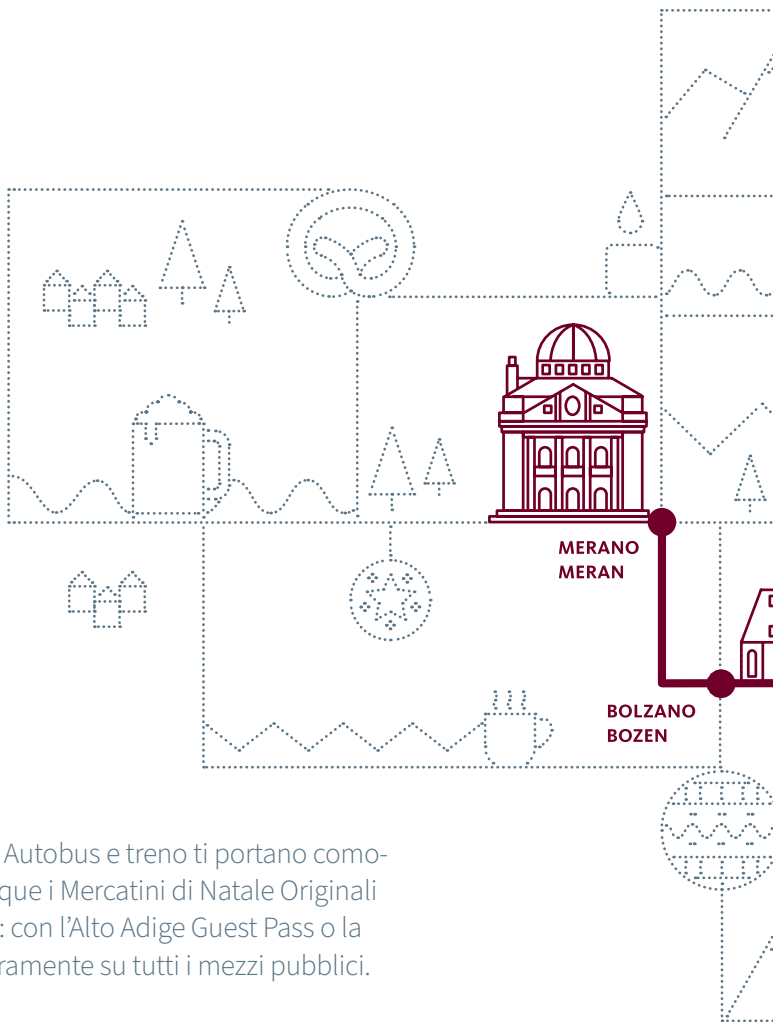 MERANO
MERAN
BOLZANO
BOZEN
Autobus e treno ti portano como-
que i Mercatini di Natale Originali
: con l’Alto Adige Guest Pass o la
ramente su tutti i mezzi pubblici.